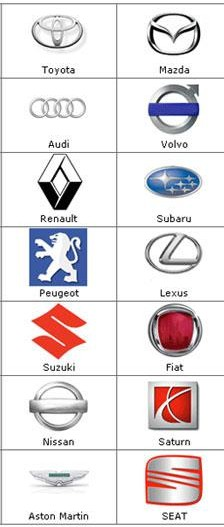 Toyota
Mazda
Audi
Volvo
Renault
Subaru
Peugeot
Lexus
Suzuki
Fiat
Nissan
Saturn
Aston Martin
SEAT